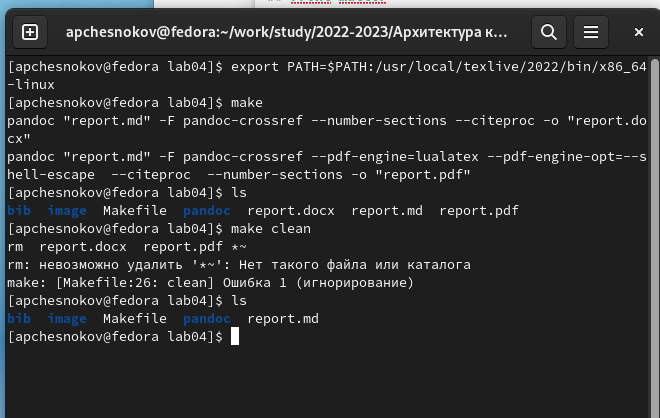 apchesnokov@fedora:~/work/study/2022-2023/Архитектура к…
[apchesnokov@fedora lab04]$ export PATH=$PATH:/usr/local/texlive/2022/bin/x86_64
-linux
[apchesnokov@fedora lab04]$ make
pandoc "report.md" -F pandoc-crossref --number-sections --citeproc -o "report.do
cx"
pandoc "report.md" -F pandoc-crossref --pdf-engine=lualatex --pdf-engine-opt=--s
hell-escape  --citeproc  --number-sections -o "report.pdf"
[apchesnokov@fedora lab04]$ ls
bib  image  Makefile  pandoc  report.docx  report.md  report.pdf
[apchesnokov@fedora lab04]$ make clean
rm  report.docx  report.pdf *~
rm: невозможно удалить '*~': Нет такого файла или каталога
make: [Makefile:26: clean] Ошибка 1 (игнорирование)
[apchesnokov@fedora lab04]$ ls
bib  image  Makefile  pandoc  report.md
[apchesnokov@fedora lab04]$